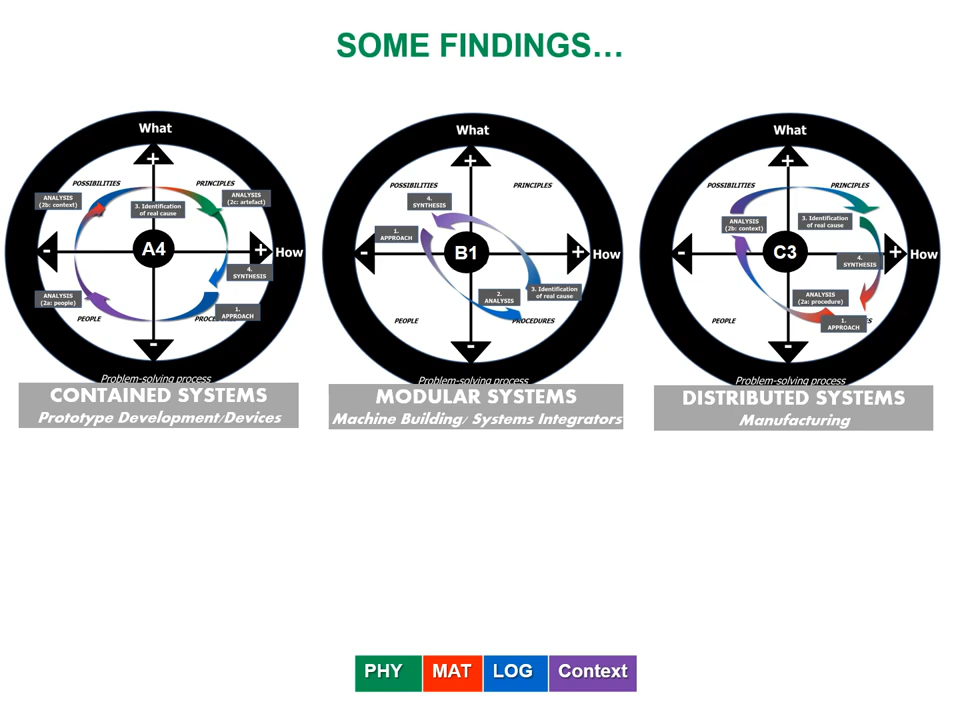 SOME FINDINGS…
What
+
POSSIBILITIES
PRINCIPLES
ANALYSIS
(2b: context)
ANALYSIS
(2c: artefact)
3. Identification
of real cause
-
A4
+
How
4.
SYNTHESIS
ANALYSIS
(2a: people)
1.
APPROACH
PEOPLE
-
Problem-solving process
CONTAINED SYSTEMS
Prototype Development/Devices
What
+
POSSIBILITIES
PRINCIPLES
4.
SYNTHESIS
1.
APPROACH
-
B1
+
How
2.
ANALYSIS
3. Identification
of real cause
PEOPLE
PROCEDURES
-
Problem-solving process
MODULAR SYSTEMS
Machine Building/ Systems Integrators
What
+
POSSIBILITIES
PRINCIPLES
ANALYSIS
(2b: context)
3. Identification
of real cause
-
C3
+
How
4.
SYNTHESIS
ANALYSIS
(2a: procedure)
1.
APPROACH
PEOPLE
-
Problem-solving process
DISTRIBUTED SYSTEMS
Manufacturing
PHY MAT LOG Context